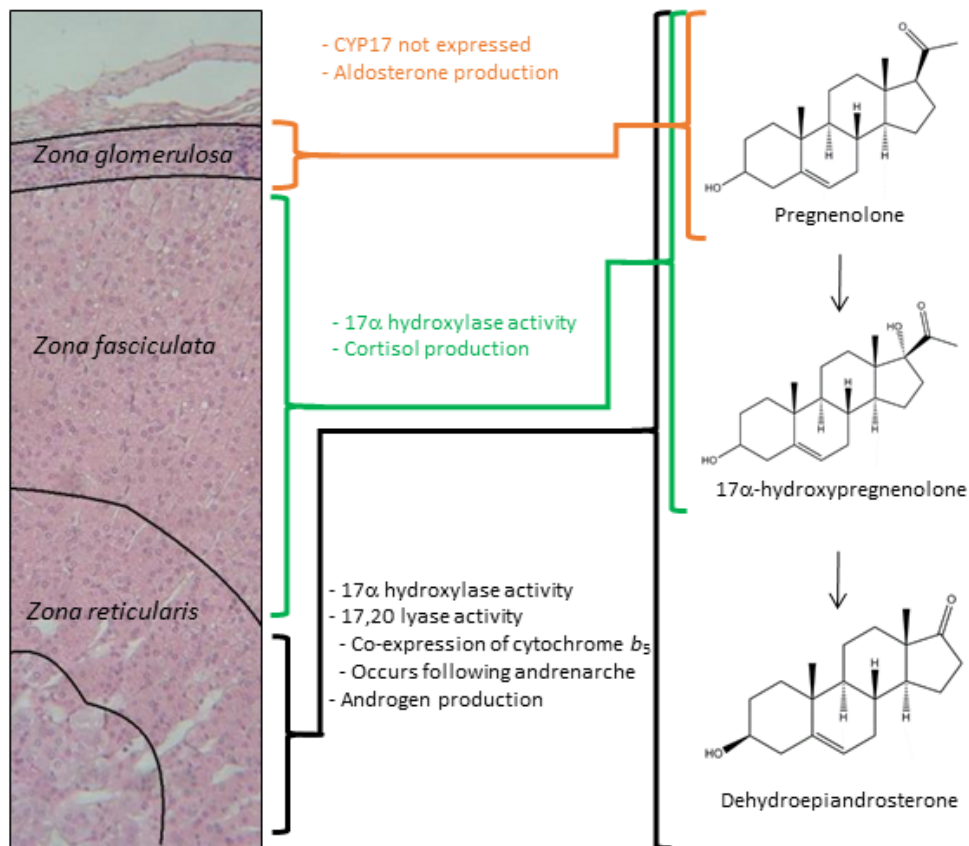 - CYP17 not expressed
- Aldosterone production
Zona glomerulosa
Zona fasciculata
- 17α hydroxylase activity
- Cortisol production
Zona reticularis
- 17α hydroxylase activity
- 17,20 lyase activity
- Co-expression of cytochrome b5
- Occurs following andrenarche
- Androgen production
O
H
H
H
HO
Pregnenolone
O
HO
H
H
H
HO
17α-hydroxypregnenolone
O
H
H
H
HO
Dehydroepiandrosterone